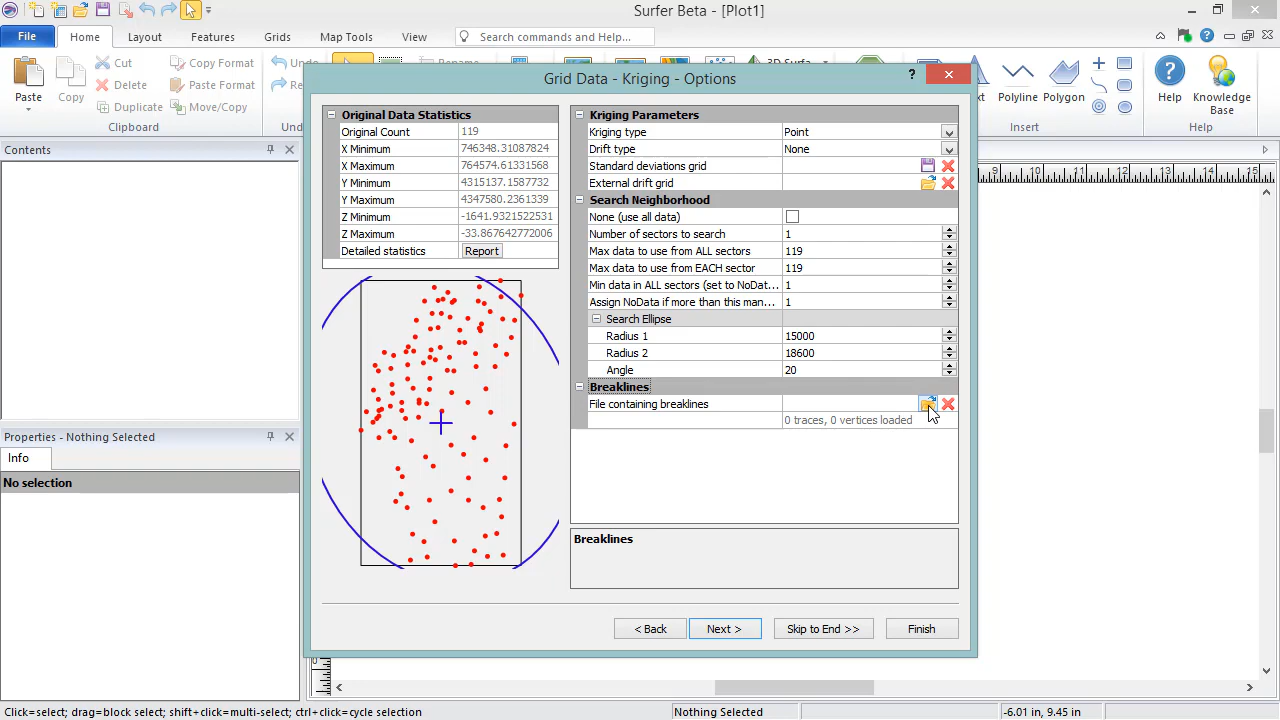 Surfer Beta - [Plot1]
File Home Layout Features Grids Map Tools View Search commands and Help...
Paste Copy Cut Delete Duplicate Copy Format Paste Format Move/Copy Undo
Polyline Polygon Help Knowledge Base
Clipboard Insert Help
Grid Data - Kriging - Options
Contents
Properties - Nothing Selected
Info
No selection
Original Data Statistics
Original Count 119
X Minimum 746348.31087824
X Maximum 764574.61331568
Y Minimum 4315137.1587732
Y Maximum 4347580.2361339
Z Minimum -1641.9321522531
Z Maximum -33.867642772006
Detailed statistics Report
Kriging Parameters
Kriging type Point
Drift type None
Standard deviations grid
External drift grid
Search Neighborhood
None (use all data)
Number of sectors to search 1
Max data to use from ALL sectors 119
Max data to use from EACH sector 119
Min data in ALL sectors (set to NoDat... 1
Assign NoData if more than this man... 1
Search Ellipse
Radius 1 15000
Radius 2 18600
Angle 20
Breaklines
File containing breaklines
0 traces, 0 vertices loaded
Breaklines
< Back Next > Skip to End >> Finish
9 10 11 12 13 14 15
0
Click=select; drag=block select; shift+click=multi-select; ctrl+click=cycle selection Nothing Selected -6.01 in, 9.45 in